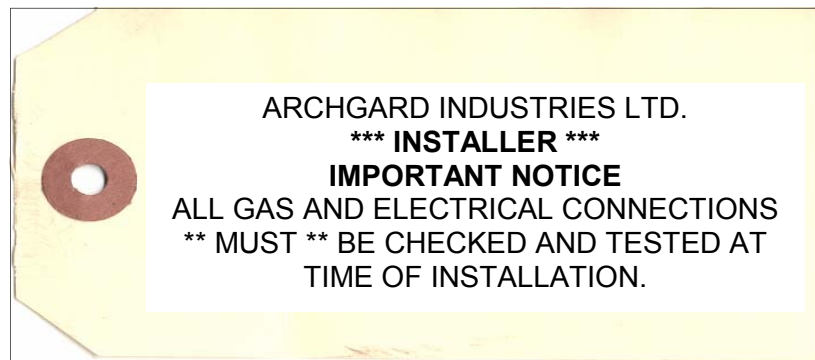 ARCHGARD INDUSTRIES LTD.
*** INSTALLER ***
IMPORTANT NOTICE
ALL GAS AND ELECTRICAL CONNECTIONS
** MUST ** BE CHECKED AND TESTED AT
TIME OF INSTALLATION.